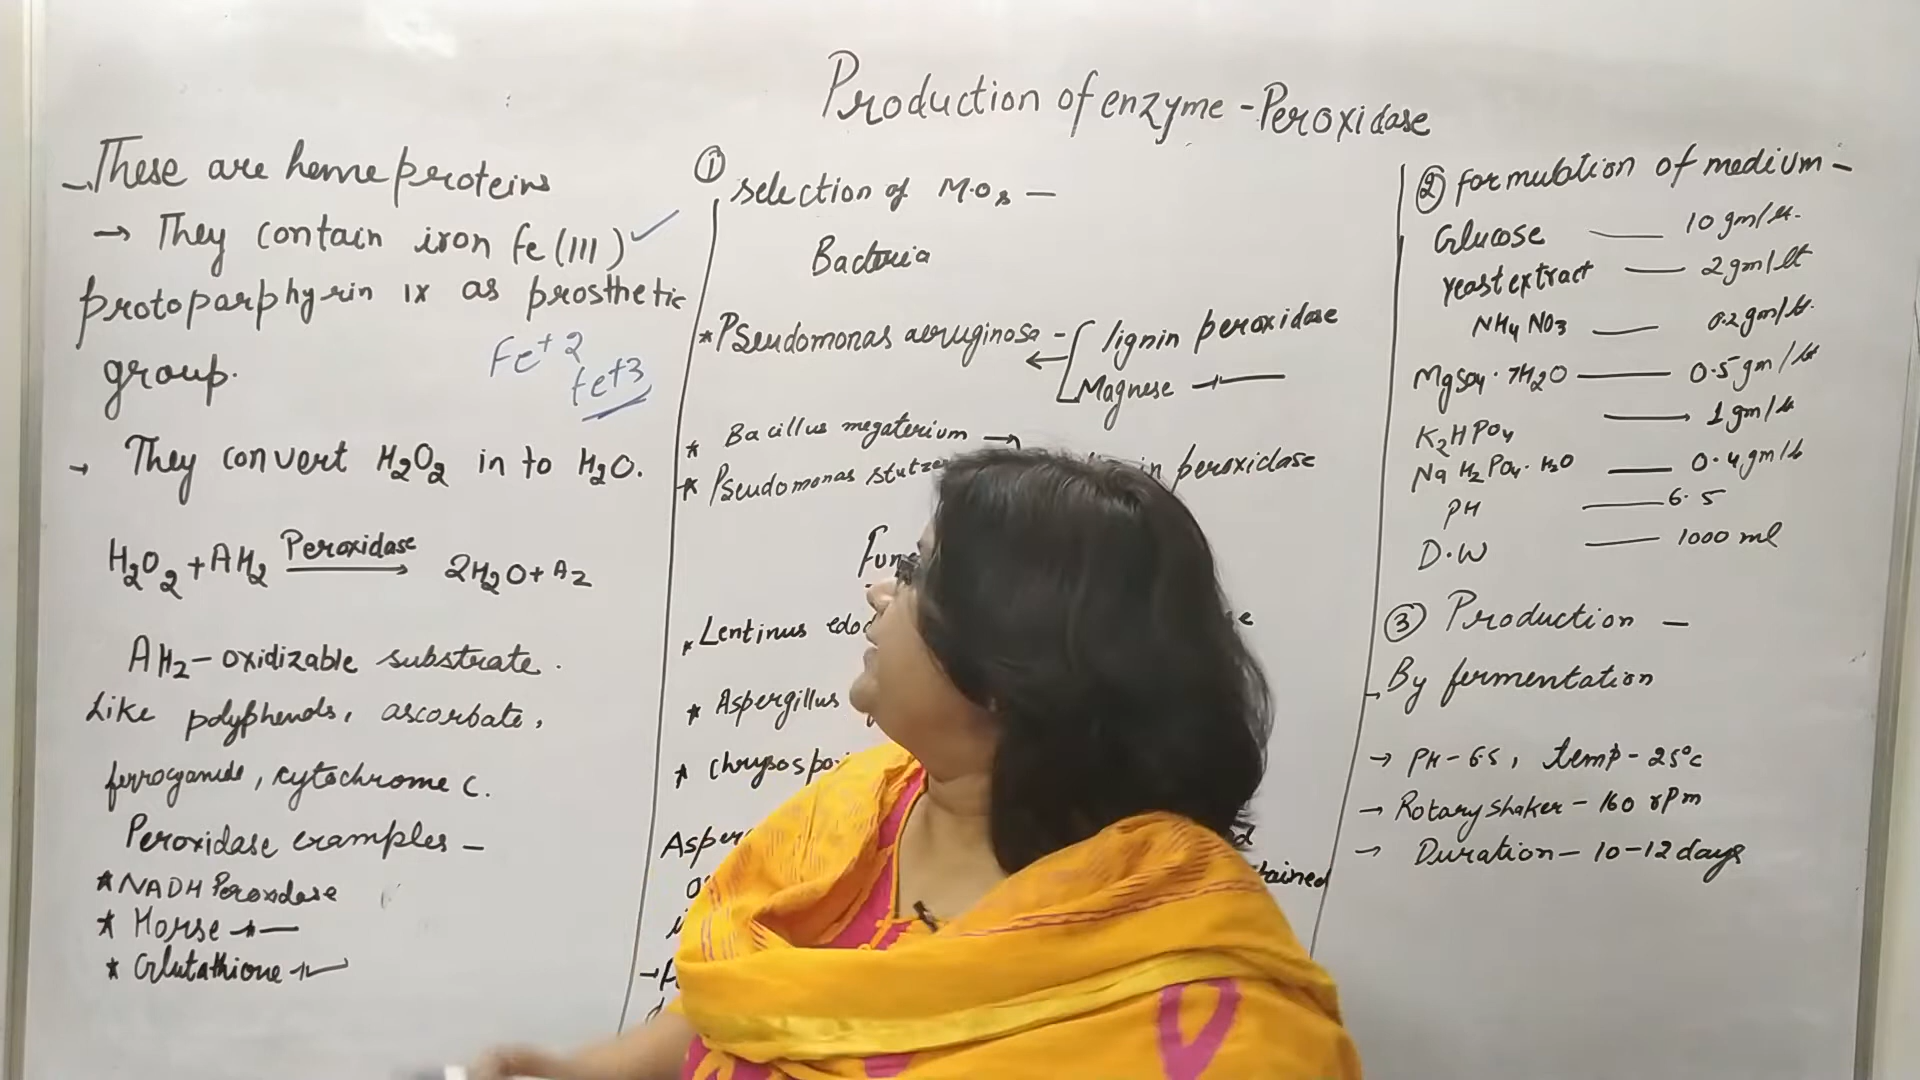 Production of enzyme - Peroxidase
- These are heme proteins
→ They contain iron Fe (III) ✓
protoparphyrin IX as prosthetic
group.
Fe+2
Fe+3
→ They convert H2O2 in to H2O.
H2O2 + AH2 Peroxidase → 2H2O + A2
AH2 - oxidizable substrate.
Like polyphenols, ascorbate,
ferrocyanide, cytochrome C.
Peroxidase examples -
* NADH Peroxidase
* Horse -"-
* Glutathione -"-
① selection of M.Os -
Bacteria
* Pseudomonas aeruginosa - lignin peroxidase
← Magnese -"-
* Bacillus megaterium →
* Pseudomonas peroxidase
* Lentinus
* Aspergillus
*
② formulation of medium -
Glucose — 10 gm/lt.
Yeast extract — 2 gm/lt
NH4 NO3 — 0.2 gm/lt.
MgSO4 · 7H2O — 0.5 gm/lt
K2HPO4 — 1 gm/lt
Na H2 PO4 · H2O — 0.4 gm/lt
PH — 6.5
D.W — 1000 ml
③ Production -
→ By fermentation
→ PH - 6.5, temp - 25°C
→ Rotary shaker - 160 rpm
→ Duration - 10-12 days